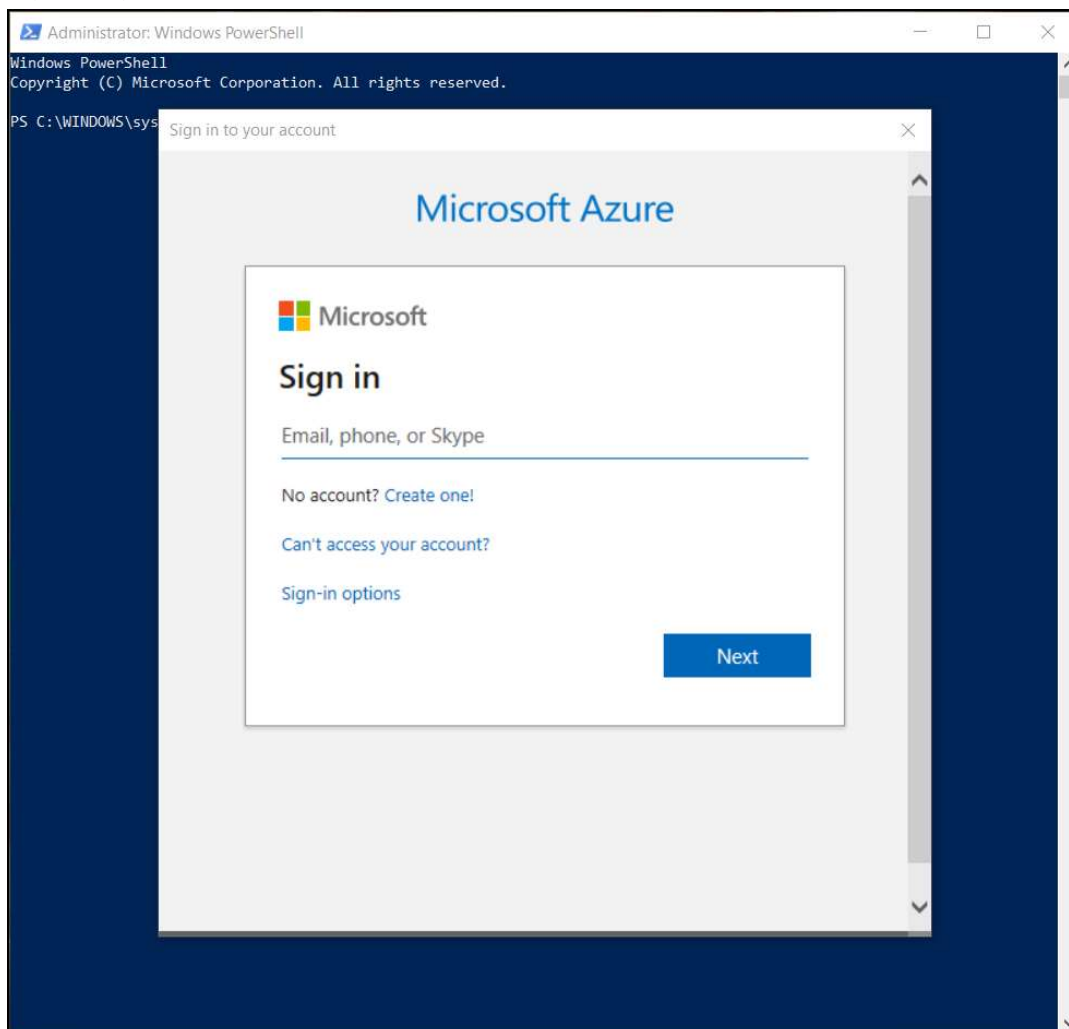 Administrator: Windows PowerShell
Windows PowerShell
Copyright (C) Microsoft Corporation. All rights reserved.
PS C:\WINDOWS\sys
Sign in to your account
Microsoft Azure
Microsoft
Sign in
Email, phone, or Skype
No account? Create one!
Can't access your account?
Sign-in options
Next